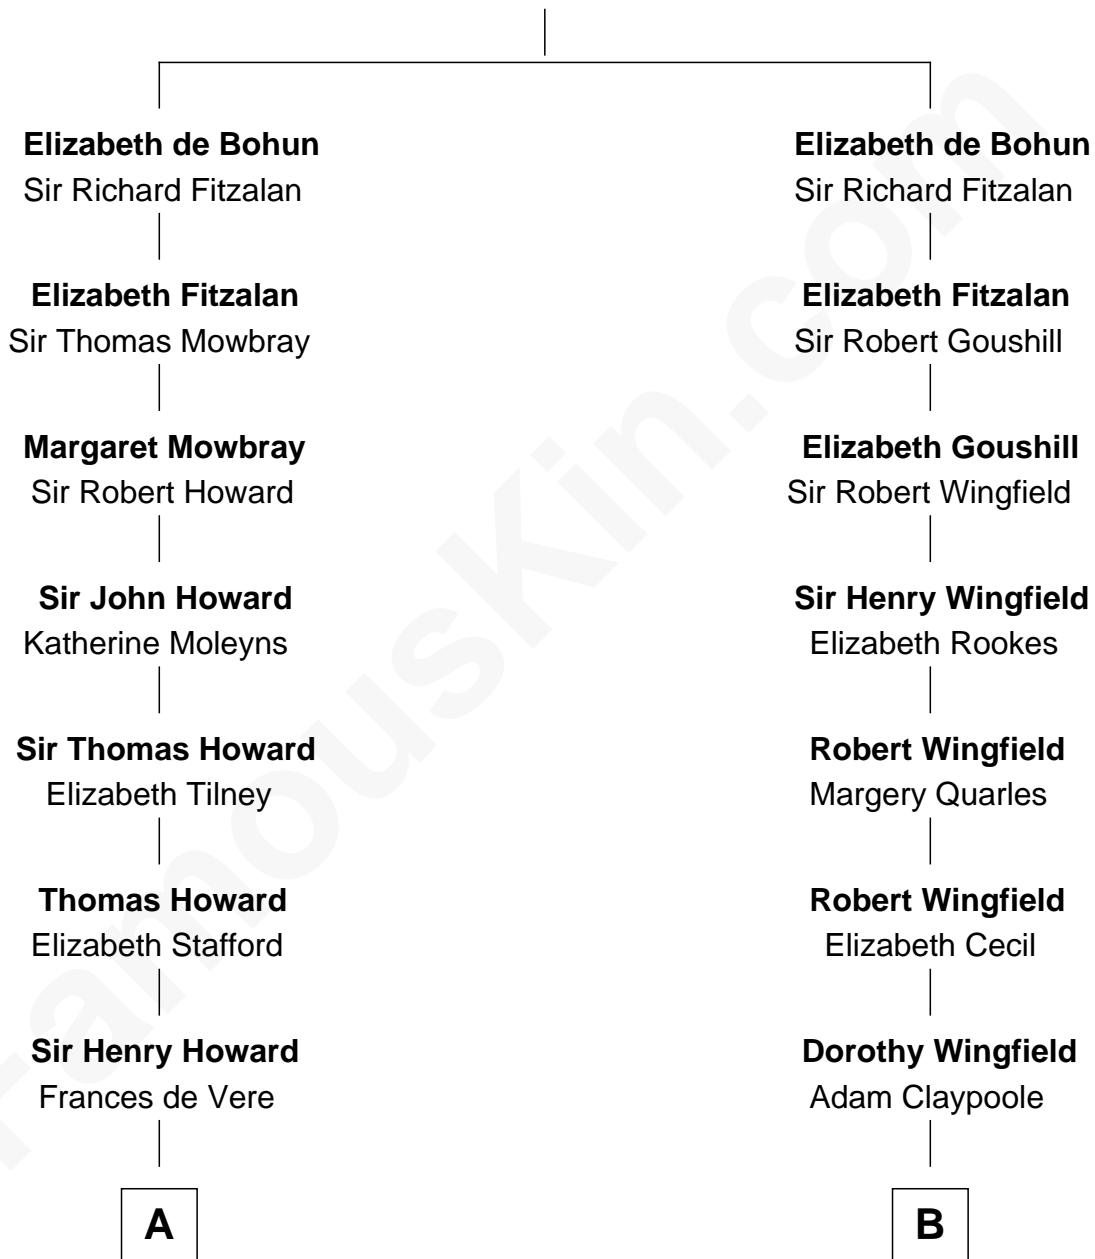 Elizabeth de Bohun
Sir Richard Fitzalan
Elizabeth Fitzalan
Sir Thomas Mowbray
Margaret Mowbray
Sir Robert Howard
Sir John Howard
Katherine Moleyns
Sir Thomas Howard
Elizabeth Tilney
Thomas Howard
Elizabeth Stafford
Sir Henry Howard
Frances de Vere
A
Elizabeth de Bohun
Sir Richard Fitzalan
Elizabeth Fitzalan
Sir Robert Goushill
Elizabeth Goushill
Sir Robert Wingfield
Sir Henry Wingfield
Elizabeth Rookes
Robert Wingfield
Margery Quarles
Robert Wingfield
Elizabeth Cecil
Dorothy Wingfield
Adam Claypoole
B
FamousKin.com